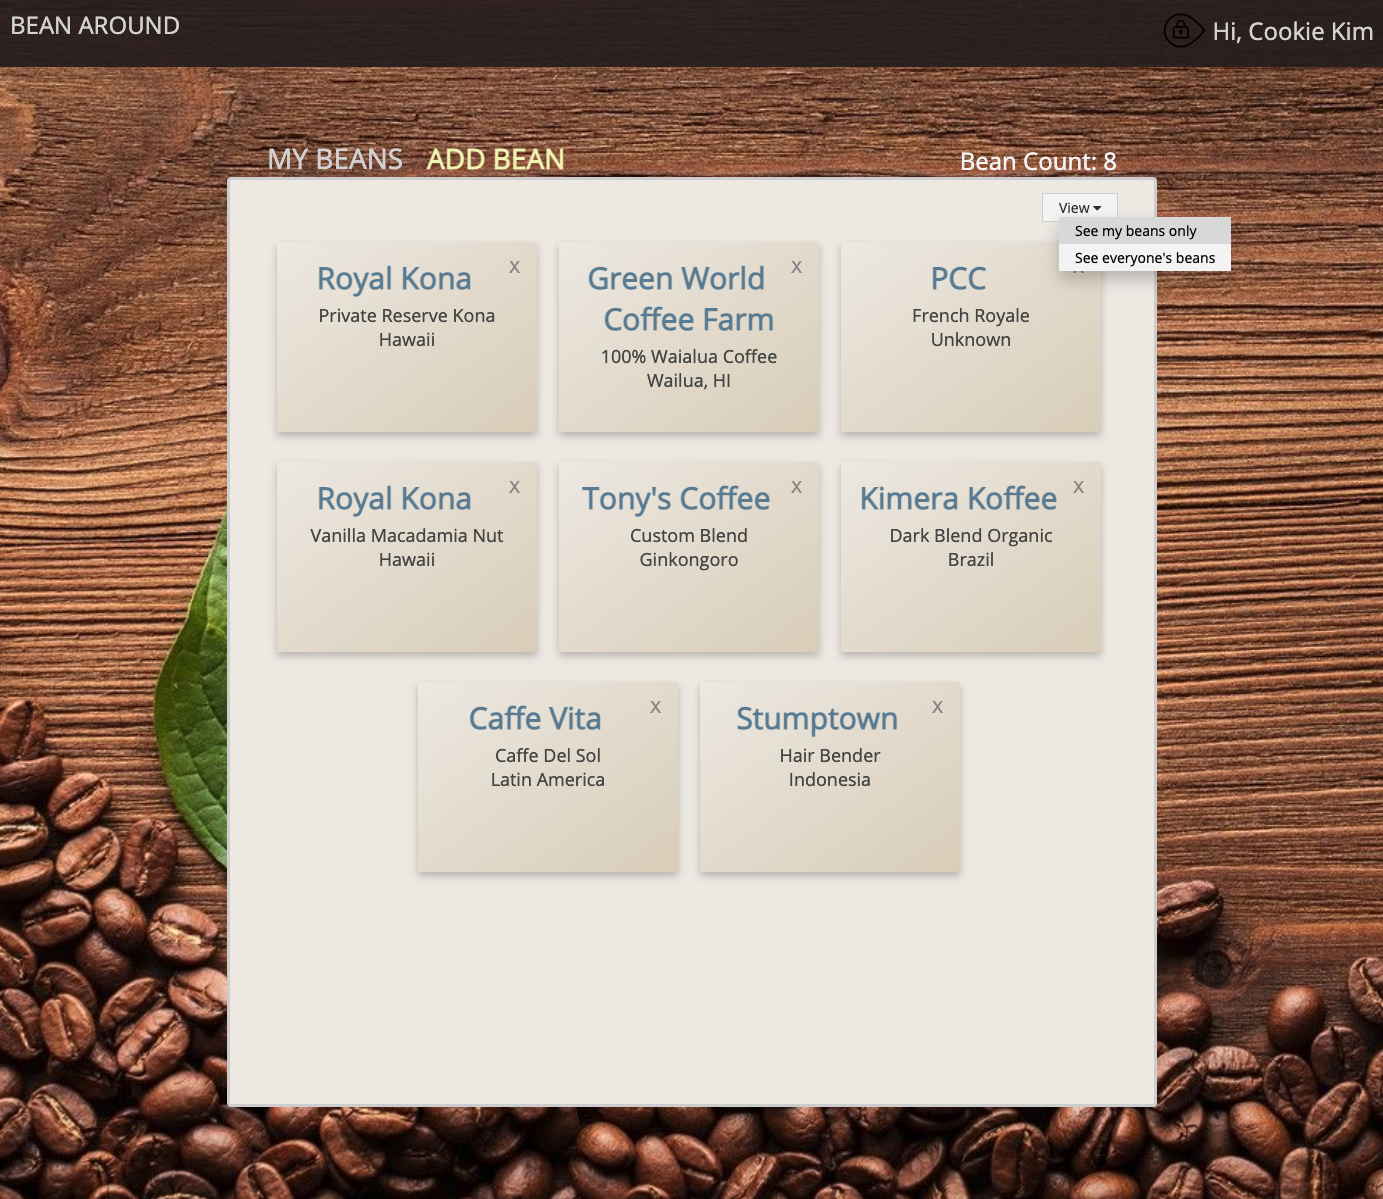 BEAN AROUND
Hi, Cookie Kim
MY BEANS ADD BEAN
Bean Count: 8
View
See my beans only
See everyone's beans
Royal Kona
x
Private Reserve Kona
Hawaii
Green World
Coffee Farm
x
100% Waialua Coffee
Wailua, HI
PCC
French Royale
Unknown
Royal Kona
x
Vanilla Macadamia Nut
Hawaii
Tony's Coffee
x
Custom Blend
Ginkongoro
Kimera Koffee
x
Dark Blend Organic
Brazil
Caffe Vita
x
Caffe Del Sol
Latin America
Stumptown
x
Hair Bender
Indonesia